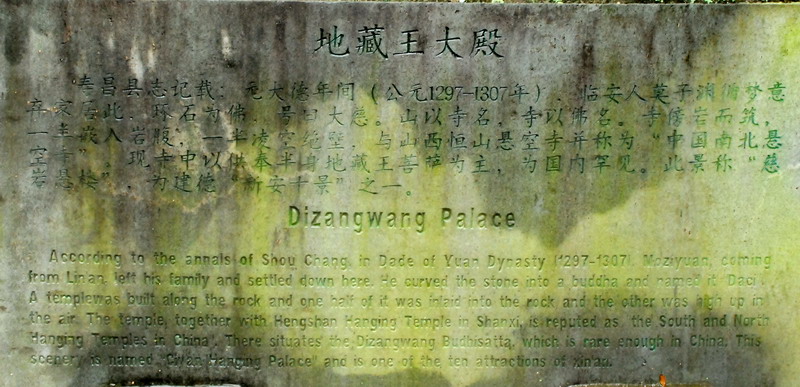 地藏王大殿
寿昌县志记载：元大德年间（公元1297-1307年），临安人莫子渊循梦意
弃家居此，环石为佛，号曰大慈。山以寺名，寺以佛名。寺傍岩而筑，
一半嵌入岩腹，一半凌空绝壁，与山西恒山悬空寺并称为“中国南北悬
空寺”，现寺中以供奉半身地藏王菩萨为主，为国内罕见。此景称“慈
岩悬楼”，为建德“新安十景”之一。
Dizangwang Palace
According to the annals of Shou Chang, in Dade of Yuan Dynasty (1297-1307), Moziyuan, coming
from Linan, left his family and settled down here. He curved the stone into a buddha and named it "Daci".
A templewas built along the rock and one half of it was inlaid into the rock and the other was high up in
the air. The temple, together with Hengshan Hanging Temple in Shanxi, is reputed as "the South and North
Hanging Temples in China". There situates the Dizangwang Budhisatta, which is rare enough in China. This
scenery is named "Ciyan Hanging Palace" and is one of the ten attractions of xin'an.